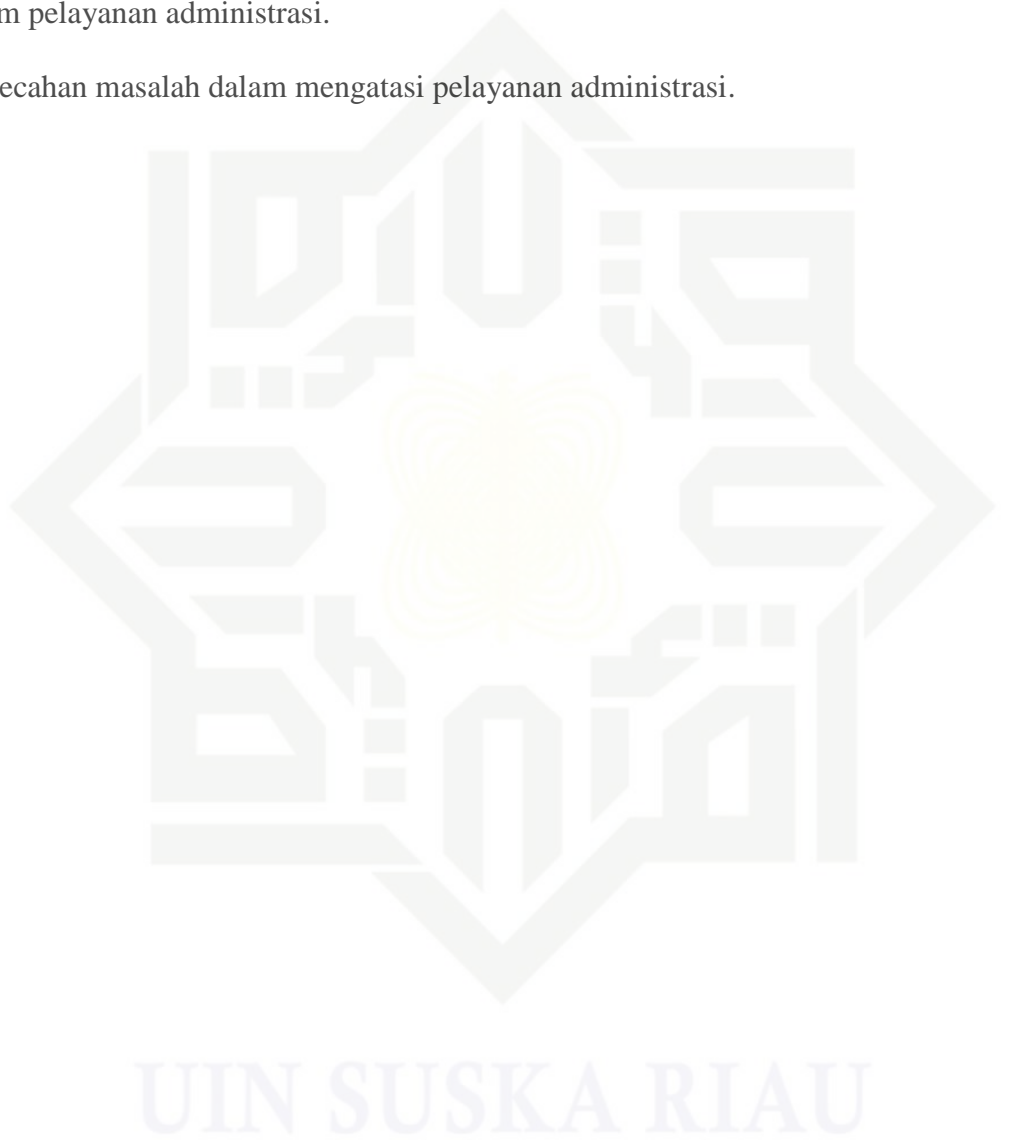 m pelayanan administrasi.
ecahan masalah dalam mengatasi pelayanan administrasi.
UIN SUSKA RIAU